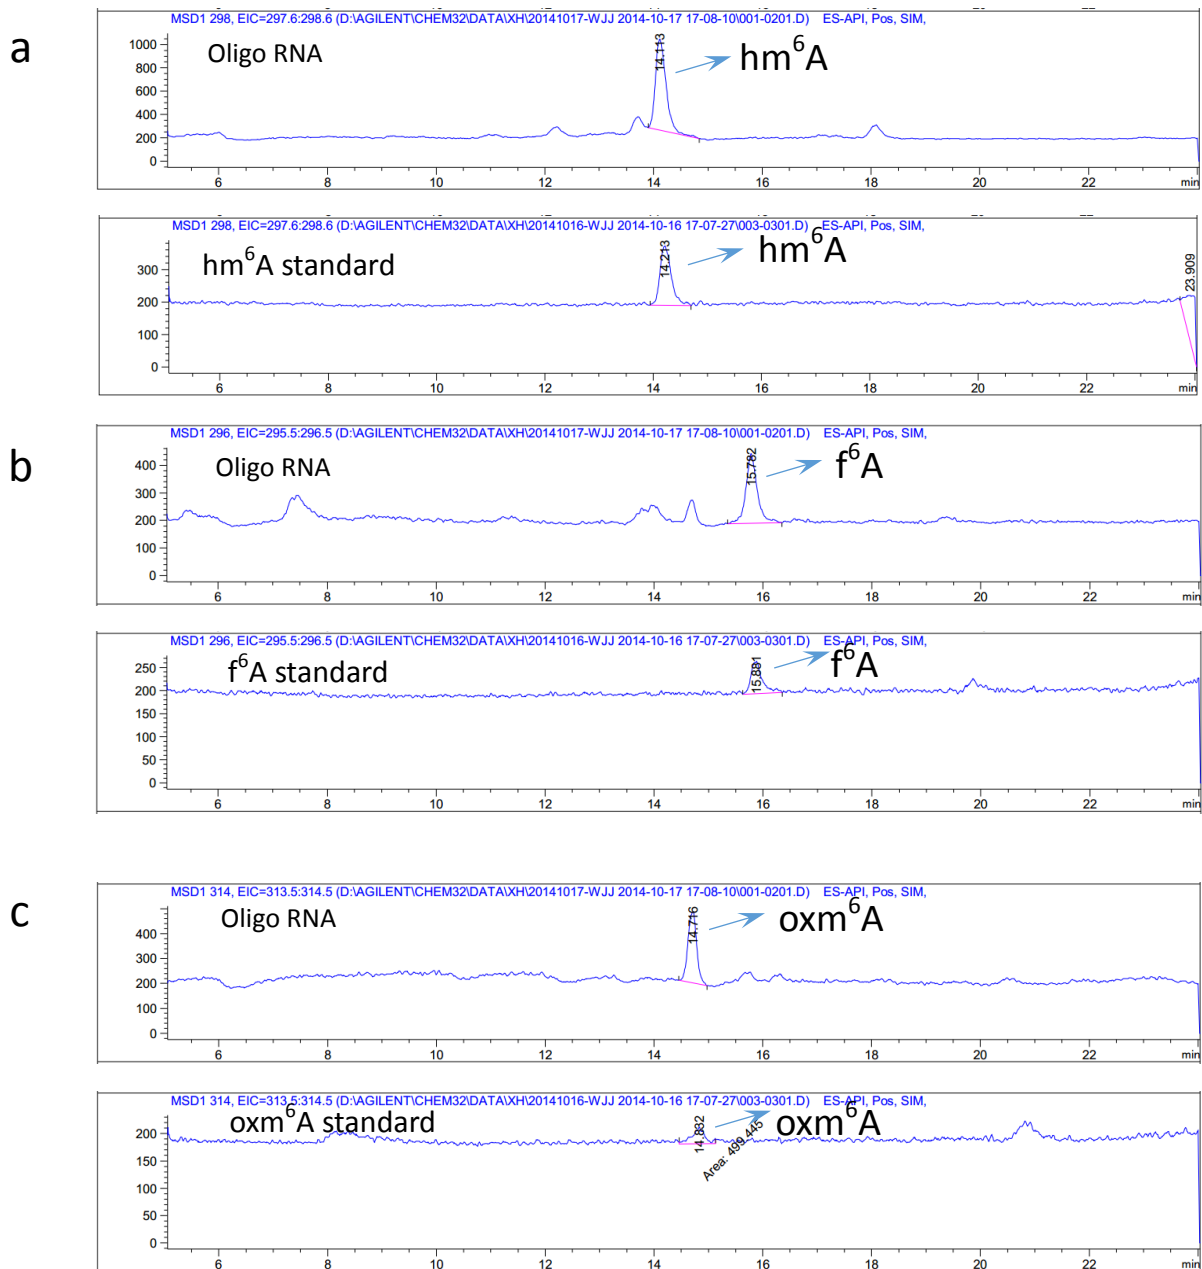 a
MSD1 298, EIC=297.6:298.6 (D:\AGILENT\CHEM32\DATA\XH\20141017-WJJ 2014-10-17 17-08-10\001-0201.D) ES-API, Pos, SIM,
Oligo RNA
14.113
hm⁶A
1000
800
600
400
200
0
6 8 10 12 14 16 18 20 22 min
MSD1 298, EIC=297.6:298.6 (D:\AGILENT\CHEM32\DATA\XH\20141016-WJJ 2014-10-16 17-07-27\003-0301.D) ES-API, Pos, SIM,
hm⁶A standard
14.213
hm⁶A
23.909
300
200
100
0
6 8 10 12 14 16 18 20 22 min
b
MSD1 296, EIC=295.5:296.5 (D:\AGILENT\CHEM32\DATA\XH\20141017-WJJ 2014-10-17 17-08-10\001-0201.D) ES-API, Pos, SIM,
Oligo RNA
15.782
f⁶A
400
300
200
100
0
6 8 10 12 14 16 18 20 22 min
MSD1 296, EIC=295.5:296.5 (D:\AGILENT\CHEM32\DATA\XH\20141016-WJJ 2014-10-16 17-07-27\003-0301.D) ES-API, Pos, SIM,
f⁶A standard
15.881
f⁶A
250
200
150
100
50
0
6 8 10 12 14 16 18 20 22 min
c
MSD1 314, EIC=313.5:314.5 (D:\AGILENT\CHEM32\DATA\XH\20141017-WJJ 2014-10-17 17-08-10\001-0201.D) ES-API, Pos, SIM,
Oligo RNA
14.716
oxm⁶A
400
300
200
100
0
6 8 10 12 14 16 18 20 22 min
MSD1 314, EIC=313.5:314.5 (D:\AGILENT\CHEM32\DATA\XH\20141016-WJJ 2014-10-16 17-07-27\003-0301.D) ES-API, Pos, SIM,
oxm⁶A standard
14.832
Area: 499.445
oxm⁶A
200
150
100
50
0
6 8 10 12 14 16 18 20 22 min